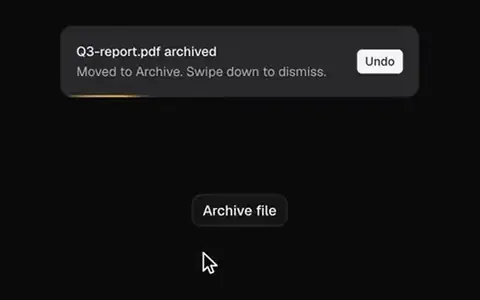 Q3-report.pdf archived
Moved to Archive. Swipe down to dismiss.
Undo
Archive file